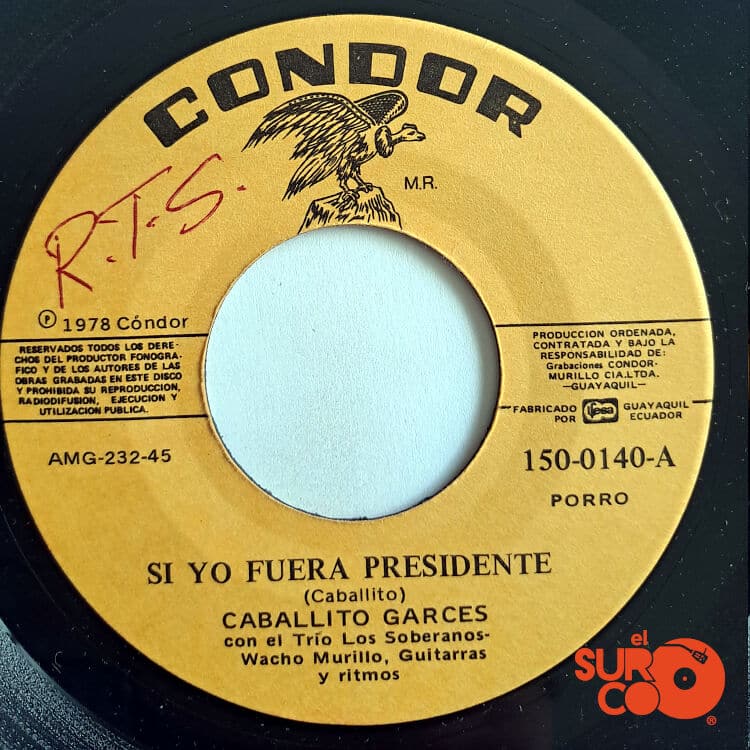 CONDOR
M.R.
R.T.S.
℗ 1978 Cóndor
RESERVADOS TODOS LOS DERE-
CHOS DEL PRODUCTOR FONOGRA-
FICO Y DE LOS AUTORES DE LAS
OBRAS GRABADAS EN ESTE DISCO
Y PROHIBIDA SU REPRODUCCION,
RADIODIFUSION, EJECUCION Y
UTILIZACION PUBLICA.
PRODUCCION ORDENADA,
CONTRATADA Y BAJO LA
RESPONSABILIDAD DE:
Grabaciones CONDOR-
MURILLO CIA.LTDA.
—GUAYAQUIL—
FABRICADO
POR
ifesa
GUAYAQUIL
ECUADOR
AMG-232-45
150-0140-A
PORRO
SI YO FUERA PRESIDENTE
(Caballito)
CABALLITO GARCES
con el Trío Los Soberanos-
Wacho Murillo, Guitarras
y ritmos
el
SUR
CO
®